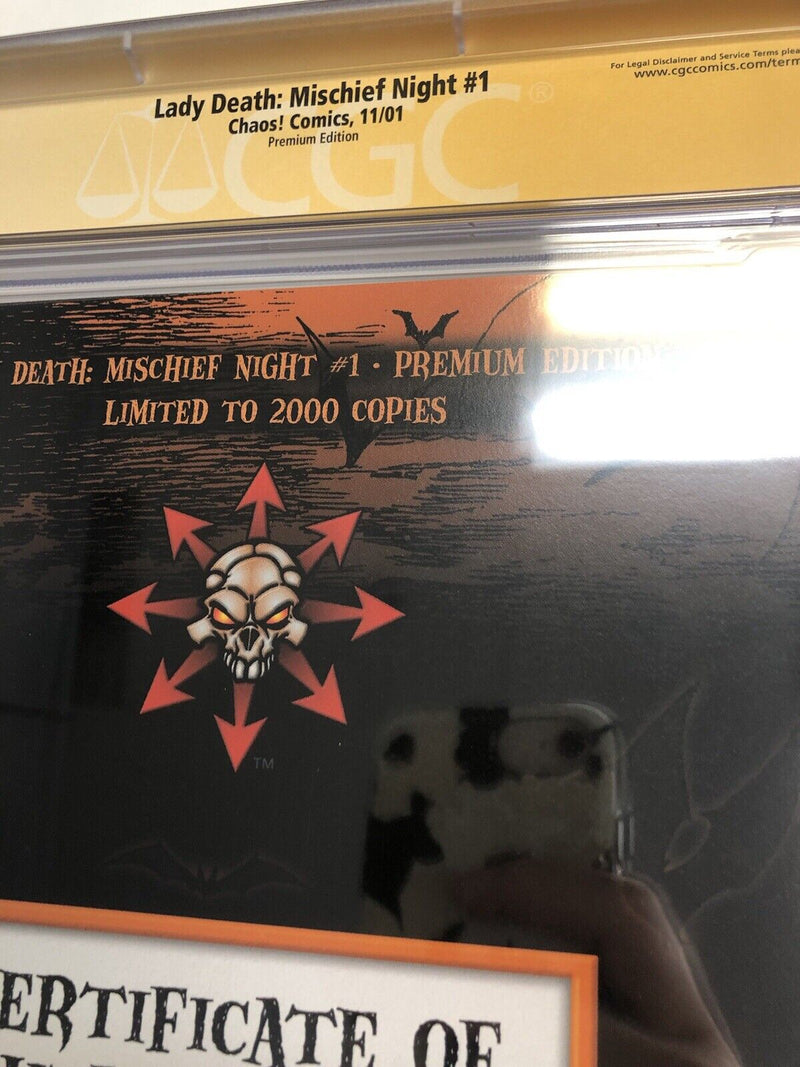 Lady Death: Mischief Night #1
Chaos! Comics, 11/01
Premium Edition
For Legal Disclaimer and Service Terms
www.cgccomics.com/term
CGC®
DEATH: MISCHIEF NIGHT #1 · PREMIUM EDITION
LIMITED TO 2000 COPIES
TM
ERTIFICATE OF